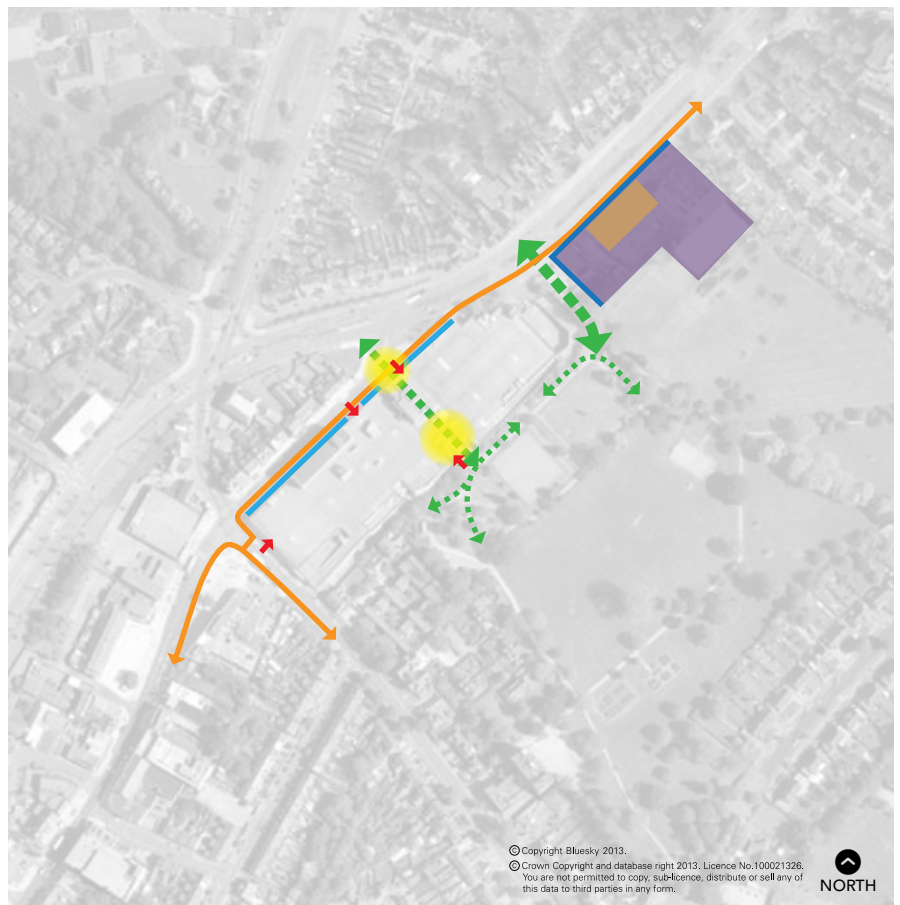 © Copyright Bluesky 2013.
© Crown Copyright and database right 2013. Licence No.100021326.
You are not permitted to copy, sub-licence, distribute or sell any of
this data to third parties in any form.
NORTH